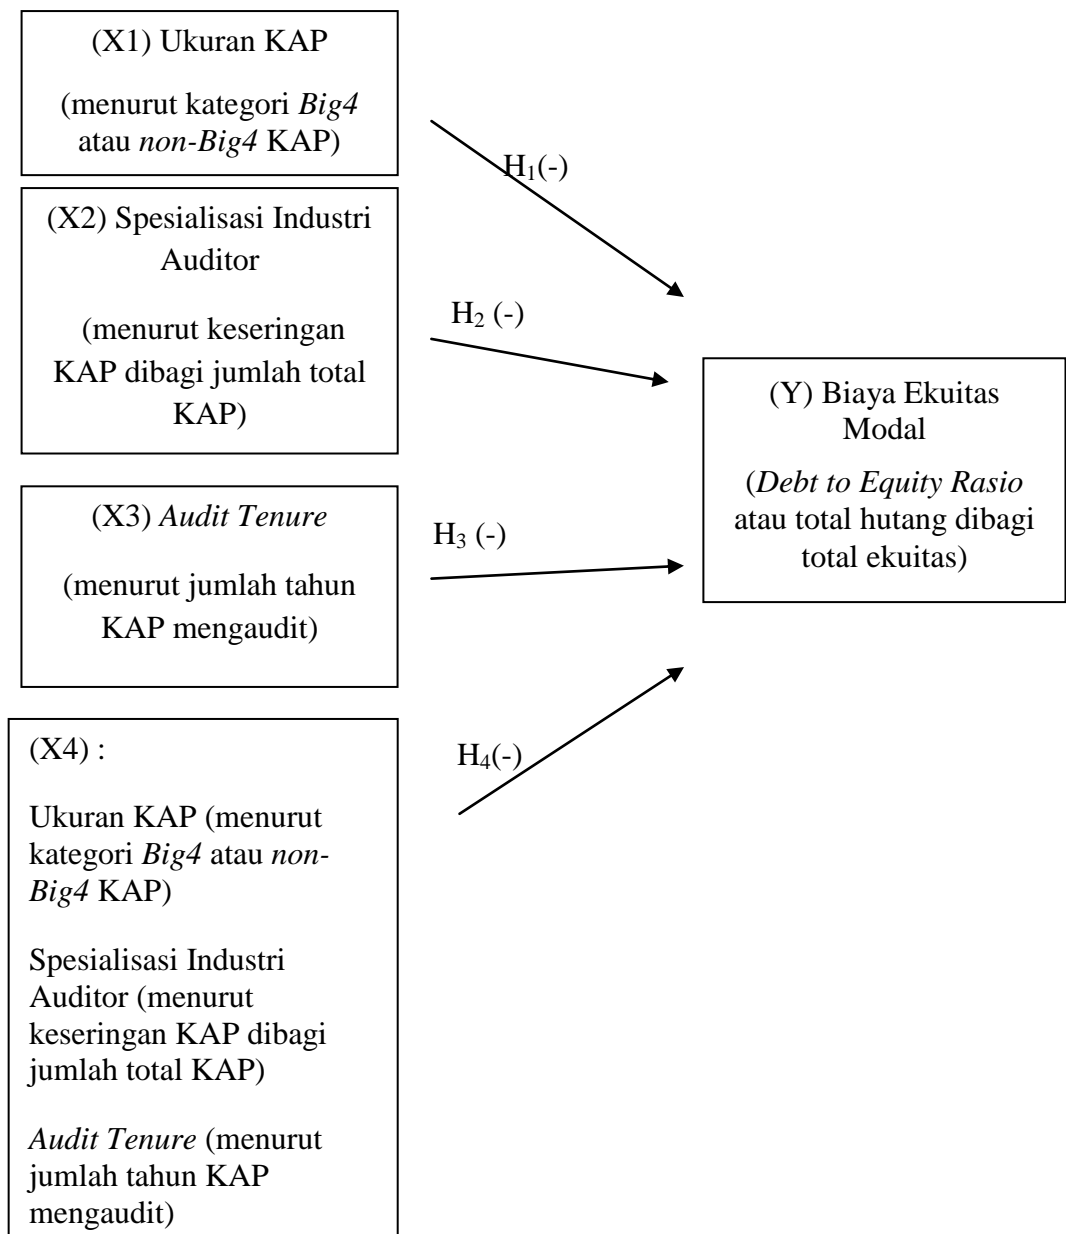 (X1) Ukuran KAP
(menurut kategori Big4
atau non-Big4 KAP)
H1(-)
(X2) Spesialisasi Industri
Auditor
(menurut keseringan
KAP dibagi jumlah total
KAP)
H2 (-)
(X3) Audit Tenure
(menurut jumlah tahun
KAP mengaudit)
H3 (-)
(X4) :
Ukuran KAP (menurut
kategori Big4 atau non-
Big4 KAP)
Spesialisasi Industri
Auditor (menurut
keseringan KAP dibagi
jumlah total KAP)
Audit Tenure (menurut
jumlah tahun KAP
mengaudit)
H4(-)
(Y) Biaya Ekuitas
Modal
(Debt to Equity Rasio
atau total hutang dibagi
total ekuitas)